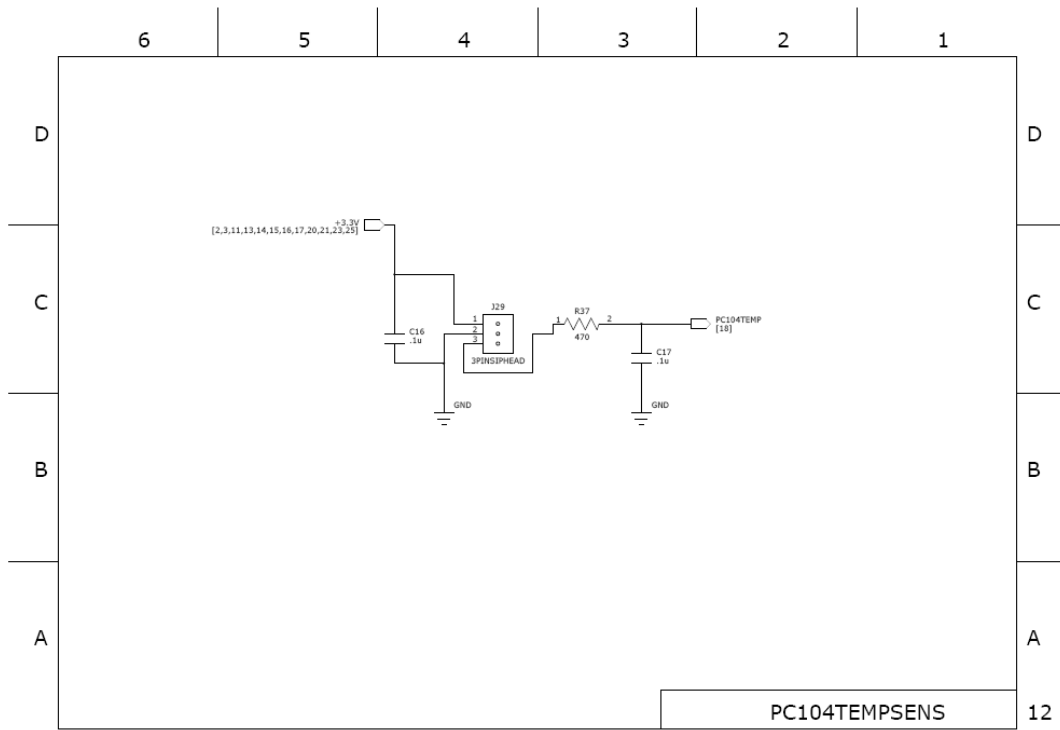 6 5 4 3 2 1
D D
+3.3V
[2,3,11,13,14,15,16,17,20,21,23,25]
C C
J29
R37
1 2
470
PC104TEMP
[18]
1
2
3
C16
.1u
3PINSIPHEAD
C17
.1u
GND GND
B B
A A
PC104TEMPSENS 12